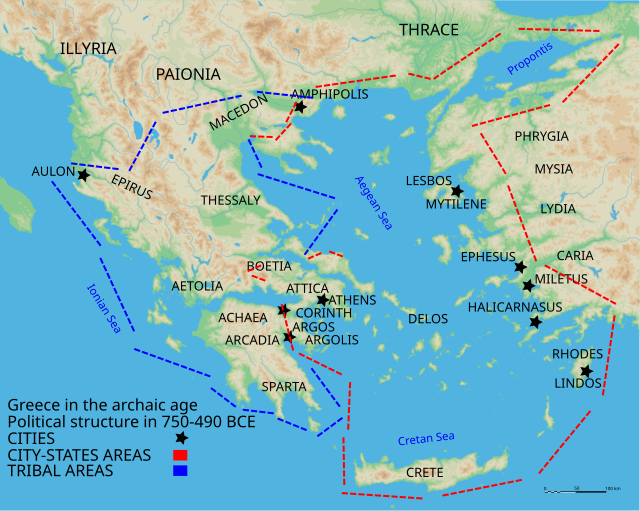 THRACE
ILLYRIA
Propontis
PAIONIA
AMPHIPOLIS
MACEDON
PHRYGIA
AULON
MYSIA
EPIRUS
LESBOS
THESSALY
MYTILENE
Aegean Sea
LYDIA
EPHESUS
CARIA
BOETIA
MILETUS
AETOLIA
ATTICA
ATHENS
HALICARNASUS
Ionian Sea
ACHAEA
CORINTH
DELOS
ARGOS
ARCADIA
ARGOLIS
RHODES
SPARTA
LINDOS
Greece in the archaic age
Political structure in 750-490 BCE
CITIES
CITY-STATES AREAS
TRIBAL AREAS
Cretan Sea
CRETE
0 50 100 km